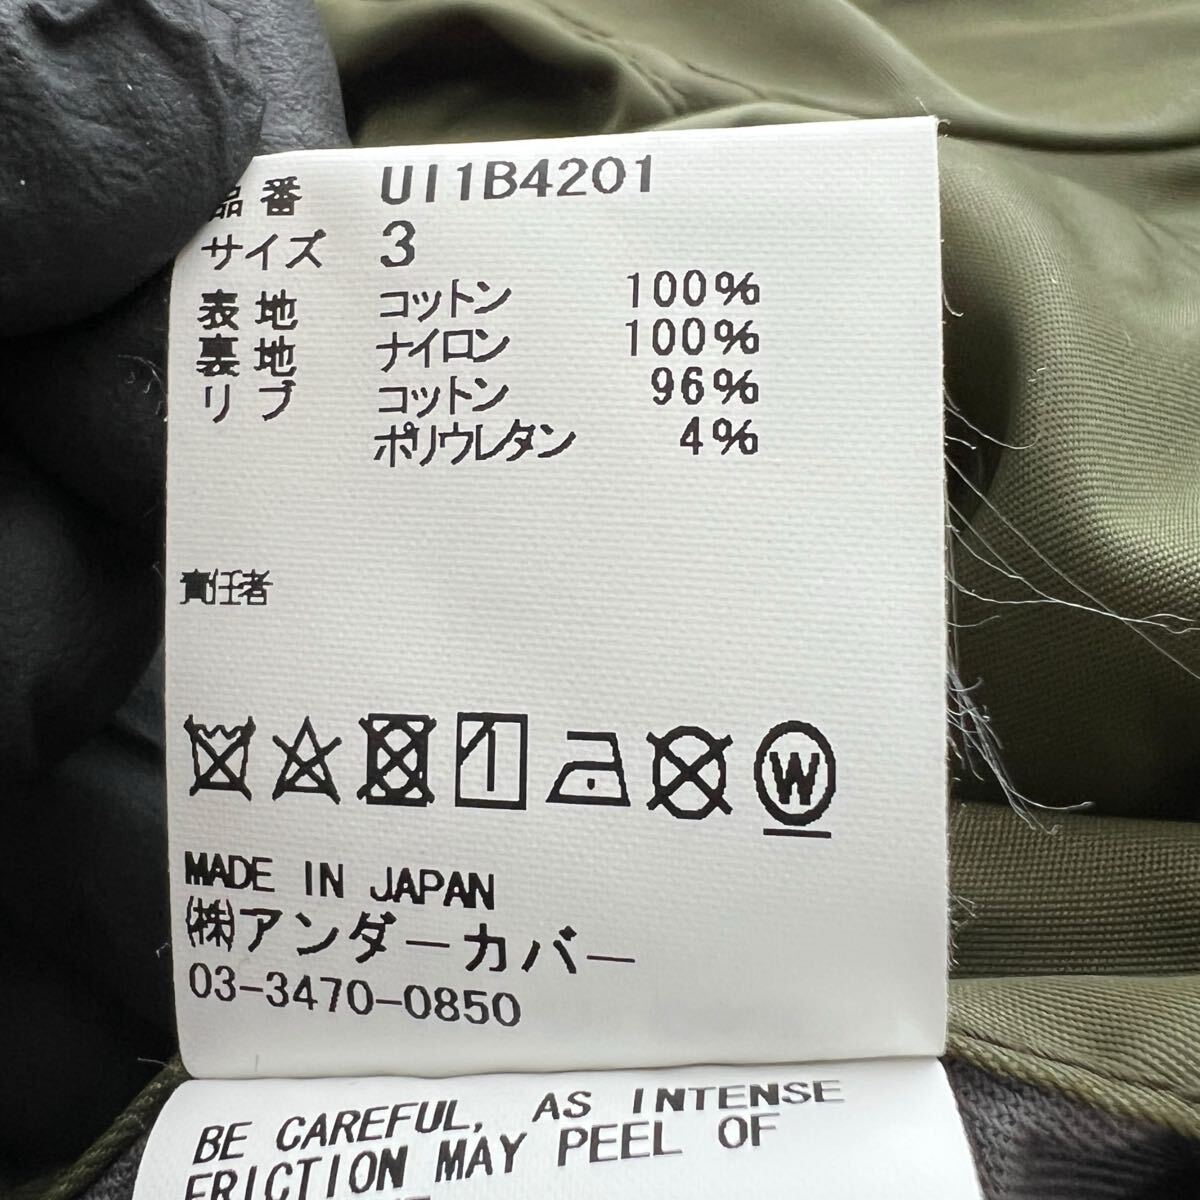 品番 UI1B4201
サイズ 3
表地 コットン 100%
裏地 ナイロン 100%
リブ コットン 96%
ポリウレタン 4%
責任者
W
MADE IN JAPAN
(株)アンダーカバー
03-3470-0850
BE CAREFUL, AS INTENSE
FRICTION MAY PEEL OF